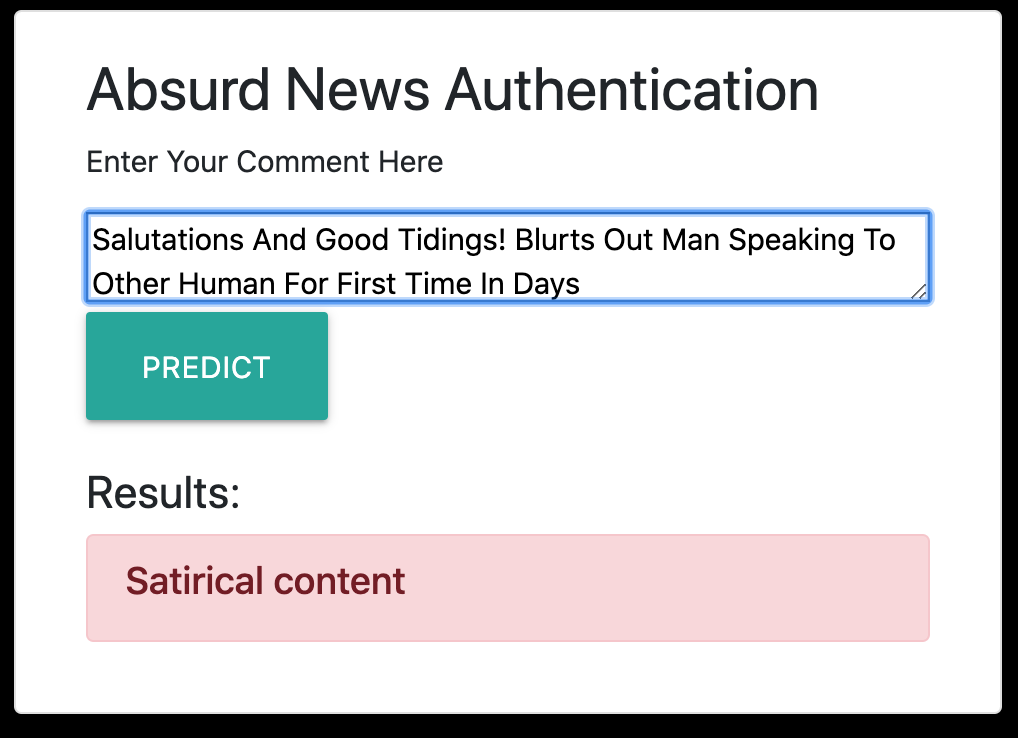 Absurd News Authentication
Enter Your Comment Here
Salutations And Good Tidings! Blurts Out Man Speaking To
Other Human For First Time In Days
PREDICT
Results:
Satirical content